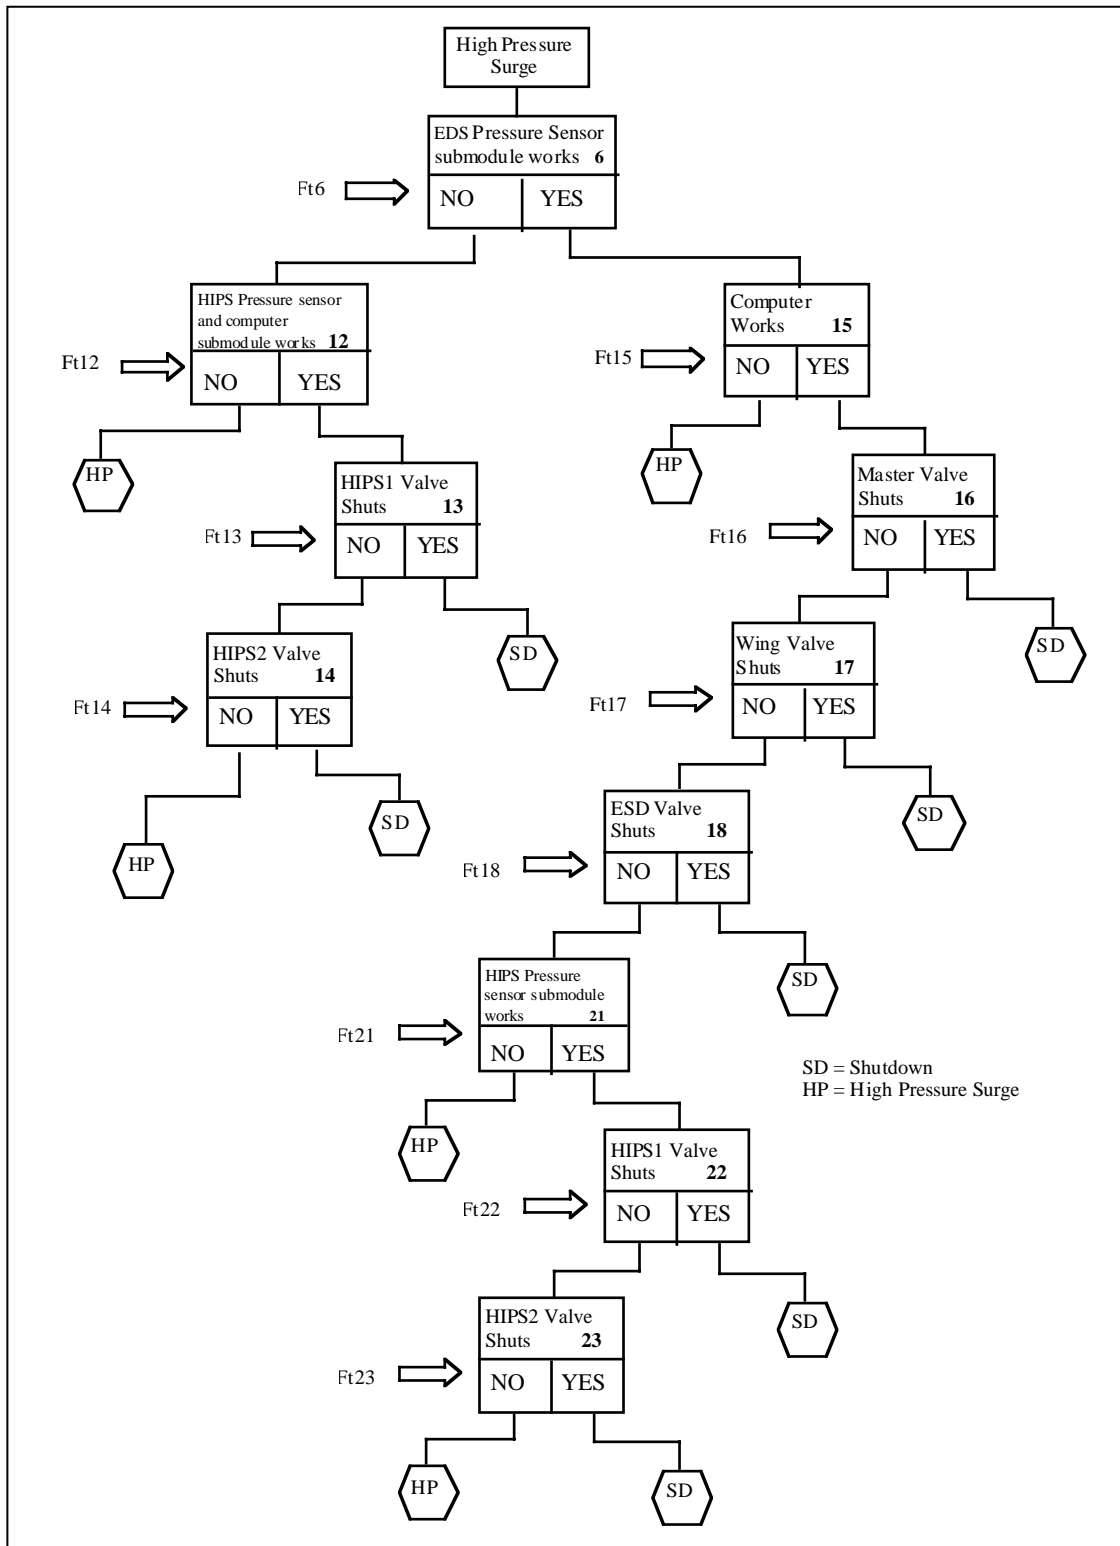 High Pressure
Surge
EDS Pressure Sensor
submodule works 6
Ft6
NO YES
HIPS Pressure sensor
and computer
submodule works 12
Ft12
NO YES
HP
Computer
Works 15
Ft15
NO YES
HP
HIPS1 Valve
Shuts 13
Ft13
NO YES
SD
Master Valve
Shuts 16
Ft16
NO YES
SD
HIPS2 Valve
Shuts 14
Ft14
NO YES
HP
SD
Wing Valve
Shuts 17
Ft17
NO YES
SD
ESD Valve
Shuts 18
Ft18
NO YES
SD
HIPS Pressure
sensor submodule
works 21
Ft21
NO YES
HP
SD = Shutdown
HP = High Pressure Surge
HIPS1 Valve
Shuts 22
Ft22
NO YES
SD
HIPS2 Valve
Shuts 23
Ft23
NO YES
HP
SD